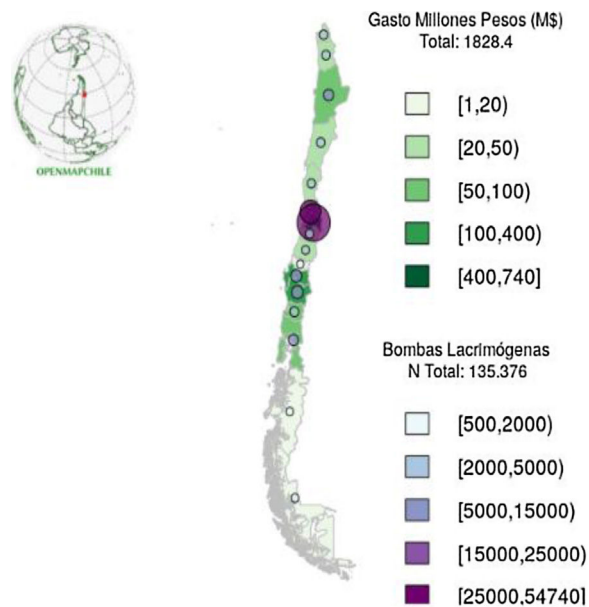 Gasto Millones Pesos (M$)
Total: 1828.4
[1,20)
[20,50)
[50,100)
[100,400)
[400,740]
OPENMAPCHILE
Bombas Lacrimógenas
N Total: 135.376
[500,2000)
[2000,5000)
[5000,15000)
[15000,25000)
[25000,54740]